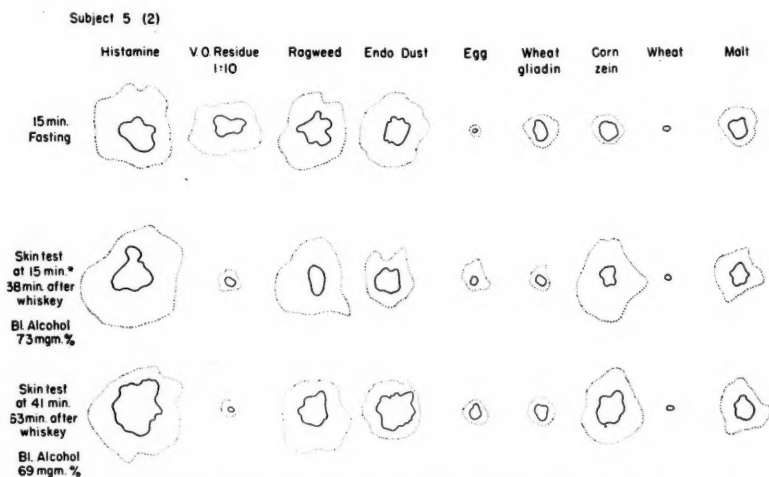 Subject 5 (2)
Histamine V.O. Residue 1:10 Ragweed Endo Dust Egg Wheat gliadin Corn zein Wheat Malt
15 min.
Fasting
Skin test
at 15 min.*
38 min. after
whiskey
Bl. Alcohol
73 mgm. %
Skin test
at 41 min.
63 min. after
whiskey
Bl. Alcohol
69 mgm. %